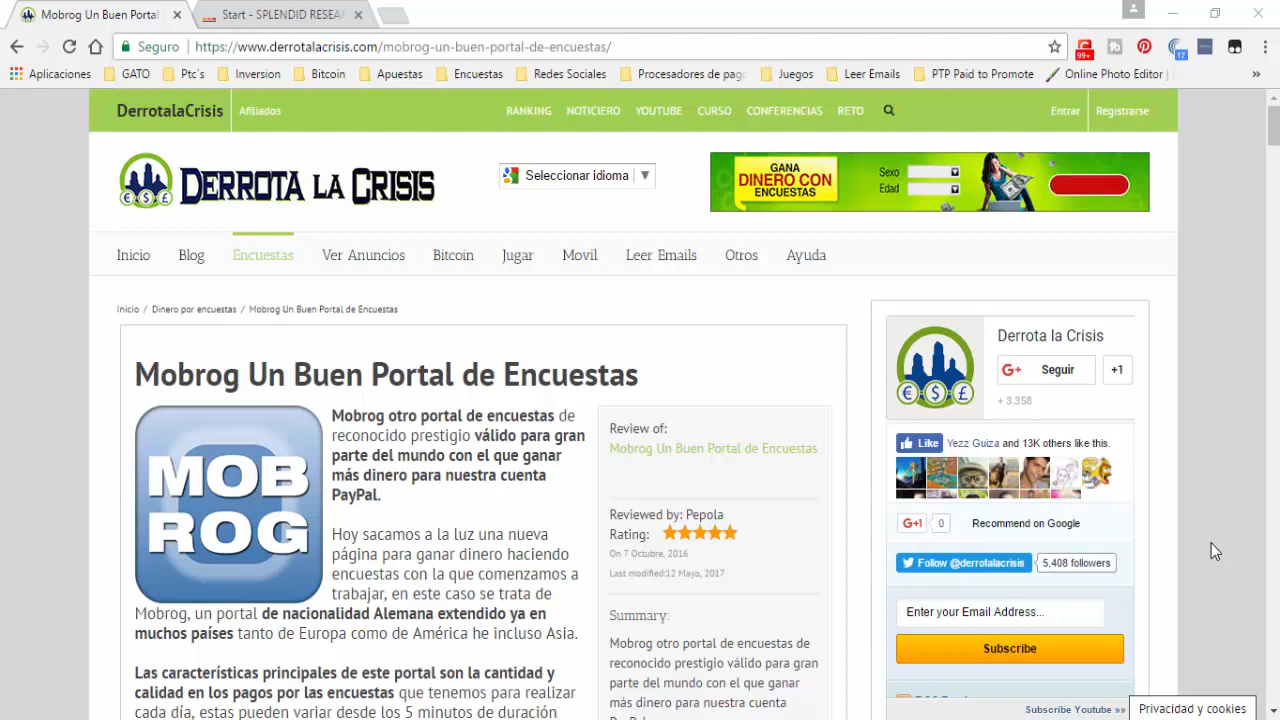 Mobrog Un Buen Portal
Start - SPLENDID RESEA
Seguro
https://www.derrotalacrisis.com/mobrog-un-buen-portal-de-encuestas/
99+
17
Aplicaciones
GATO
Ptc's
Inversion
Bitcoin
Apuestas
Encuestas
Redes Sociales
Procesadores de pago
Juegos
Leer Emails
PTP Paid to Promote
Online Photo Editor
»
DerrotalaCrisis
Afiliados
RANKING
NOTICIERO
YOUTUBE
CURSO
CONFERENCIAS
RETO
Entrar
Registrarse
DERROTA LA CRISIS
€ $ £
Seleccionar idioma ▼
GANA
DINERO CON
ENCUESTAS
Sexo
Edad
Inicio
Blog
Encuestas
Ver Anuncios
Bitcoin
Jugar
Movil
Leer Emails
Otros
Ayuda
Inicio / Dinero por encuestas / Mobrog Un Buen Portal de Encuestas
Mobrog Un Buen Portal de Encuestas
MOB
ROG
Mobrog otro portal de encuestas de
reconocido prestigio válido para gran
parte del mundo con el que ganar
más dinero para nuestra cuenta
PayPal.
Hoy sacamos a la luz una nueva
página para ganar dinero haciendo
encuestas con la que comenzamos a
trabajar, en este caso se trata de
Mobrog, un portal de nacionalidad Alemana extendido ya en
muchos países tanto de Europa como de América he incluso Asia.
Las características principales de este portal son la cantidad y
calidad en los pagos por las encuestas que tenemos para realizar
cada día, estas pueden variar desde los 5 minutos de duración
Review of:
Mobrog Un Buen Portal de Encuestas
Reviewed by: Pepola
Rating:
On 7 Octubre, 2016
Last modified:12 Mayo, 2017
Summary:
Mobrog otro portal de encuestas de
reconocido prestigio válido para gran
parte del mundo con el que ganar
más dinero para nuestra cuenta
€ $ £
Derrota la Crisis
G+ Seguir
+1
+ 3.358
Like
Yezz Guiza and 13K others like this.
G+1
0
Recommend on Google
Follow @derrotalacrisis
5,408 followers
Enter your Email Address...
Subscribe
Subscribe Youtube »»
Privacidad y cookies